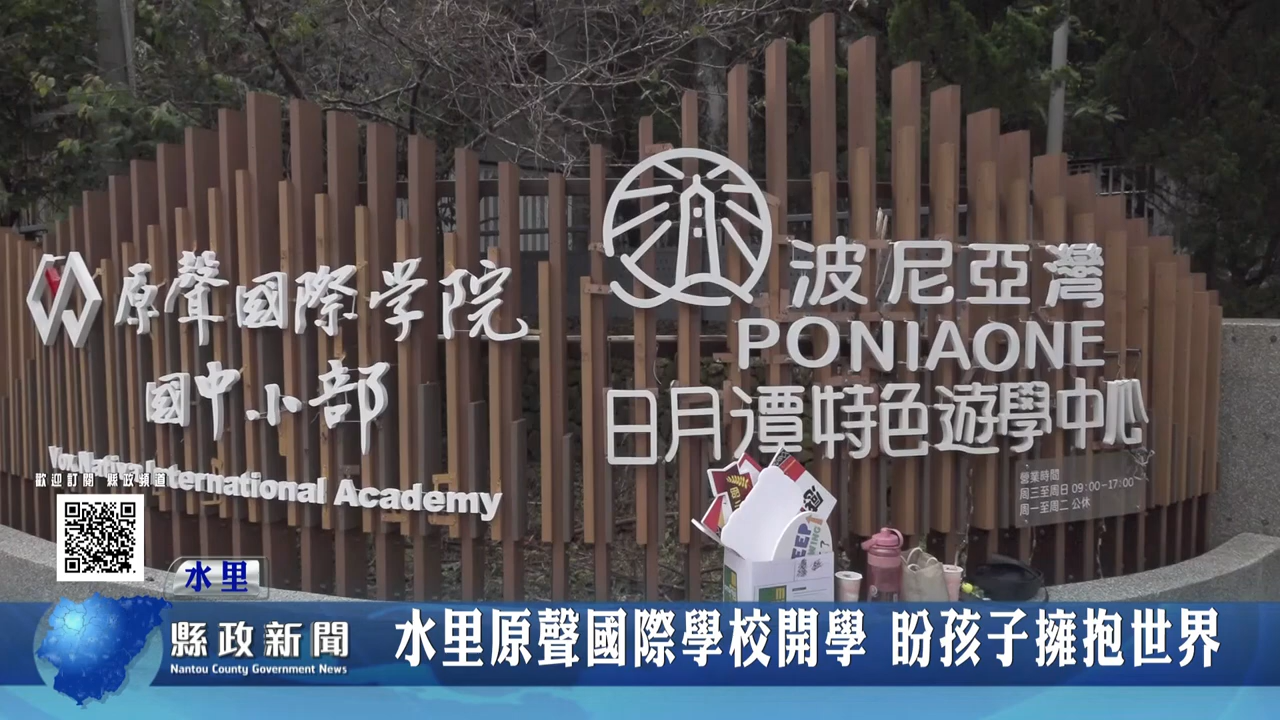 原聲國際学院
國中小部
Vox Nativa International Academy
波尼亞灣
PONIAONE
日月潭特色遊學中心
營業時間
周三至周日 09:00-17:00
周一至周二 公休
歡迎訂閱 縣政頻道
水里
縣政新聞
Nantou County Government News
水里原聲國際學校開學 盼孩子擁抱世界